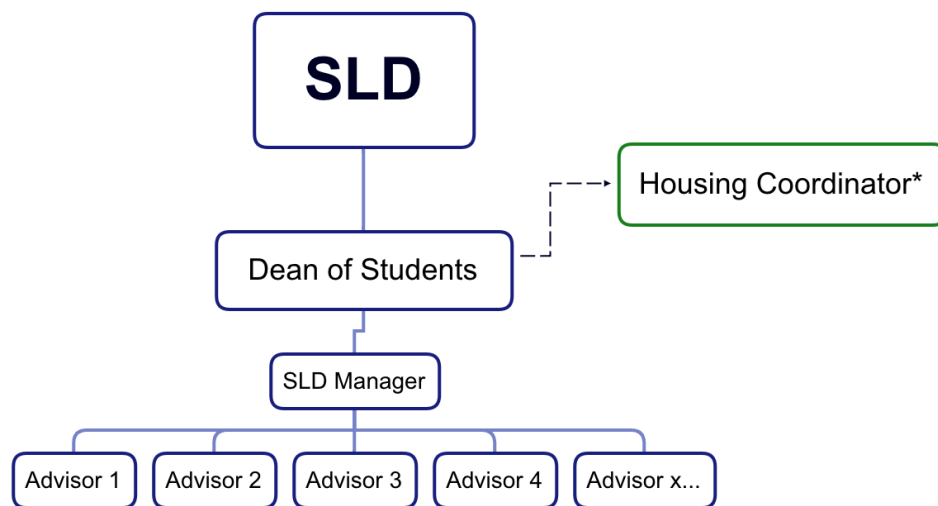 SLD
Housing Coordinator*
Dean of Students
SLD Manager
Advisor 1
Advisor 2
Advisor 3
Advisor 4
Advisor x...